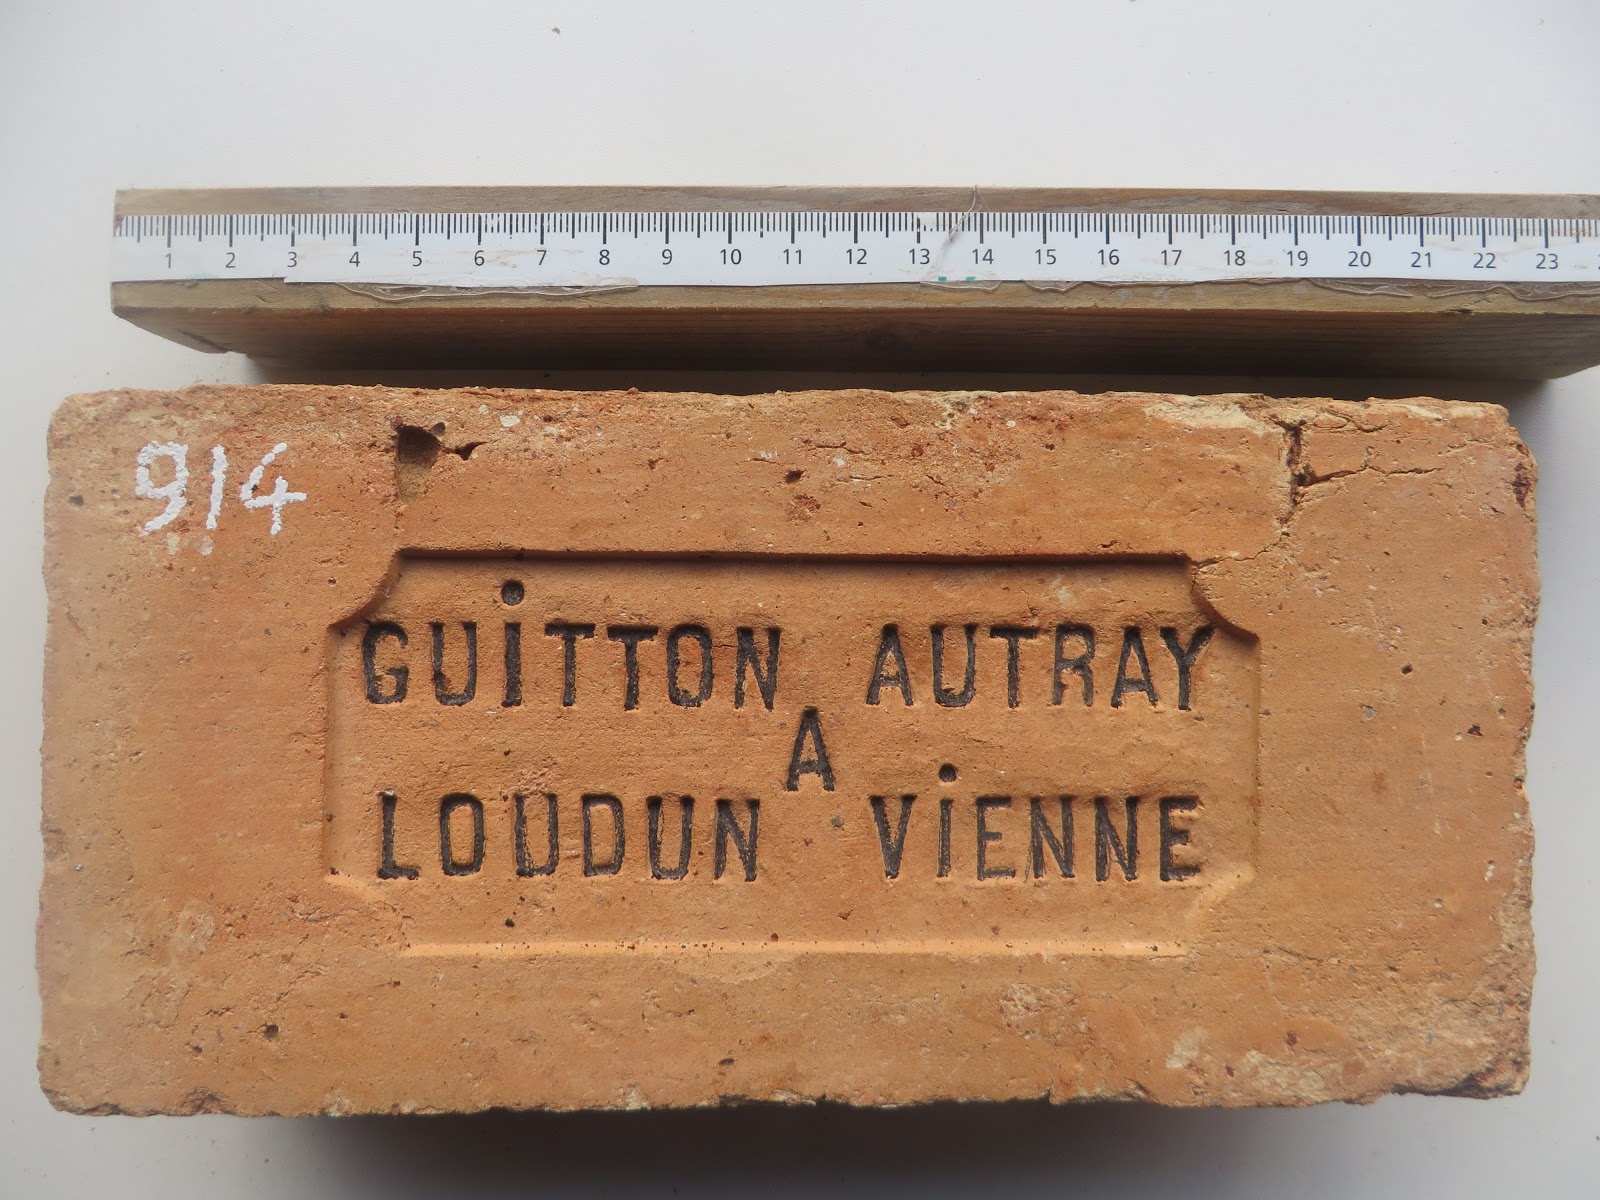 1 2 3 4 5 6 7 8 9 10 11 12 13 14 15 16 17 18 19 20 21 22 23
914
GUiTTON AUTRAY
A
LOUDUN ViENNE